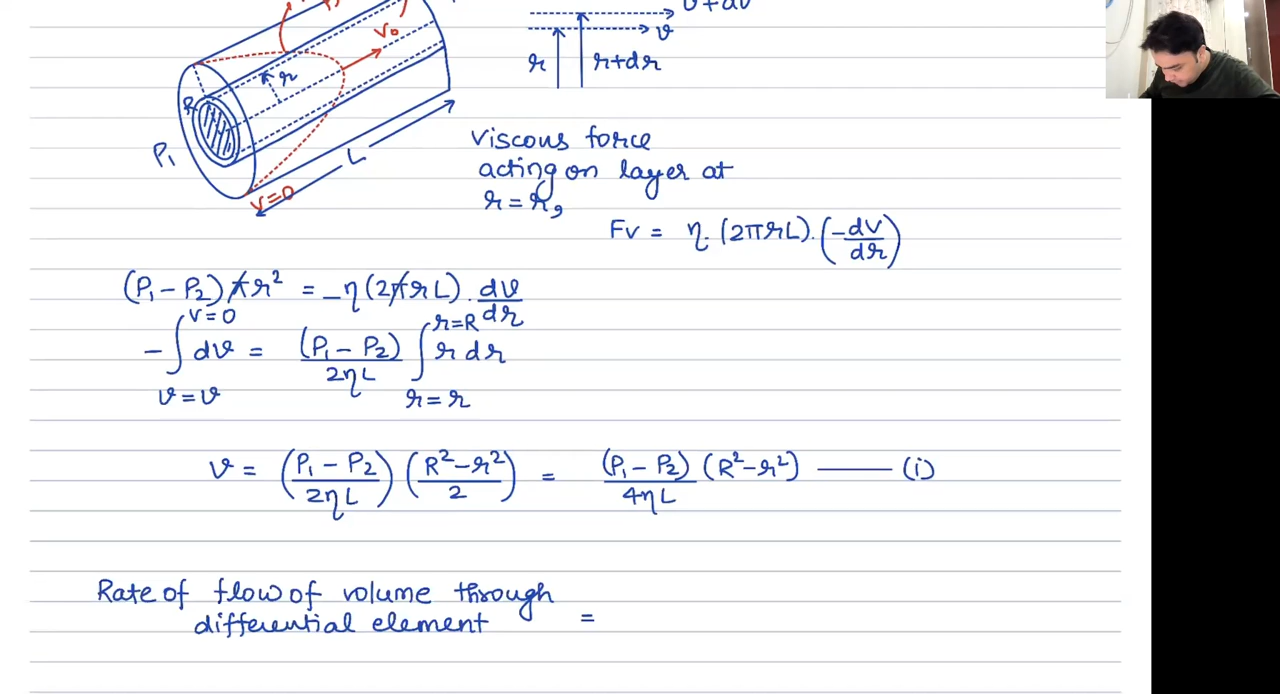 v+dv
v
r
r+dr
v₀
r
R
P₁
L
v=0
viscous force
acting on layer at
r = r,
Fv = η. (2πrL). (-dv/dr)
(P₁ - P₂) πr² = -η(2πrL). dv/dr
-∫_{v=v}^{v=0} dv = (P₁ - P₂)/2ηL ∫_{r=r}^{r=R} r dr
v = (P₁ - P₂/2ηL) (R² - r²/2) = (P₁ - P₂)/4ηL (R² - r²) —— (i)
Rate of flow of volume through
differential element =